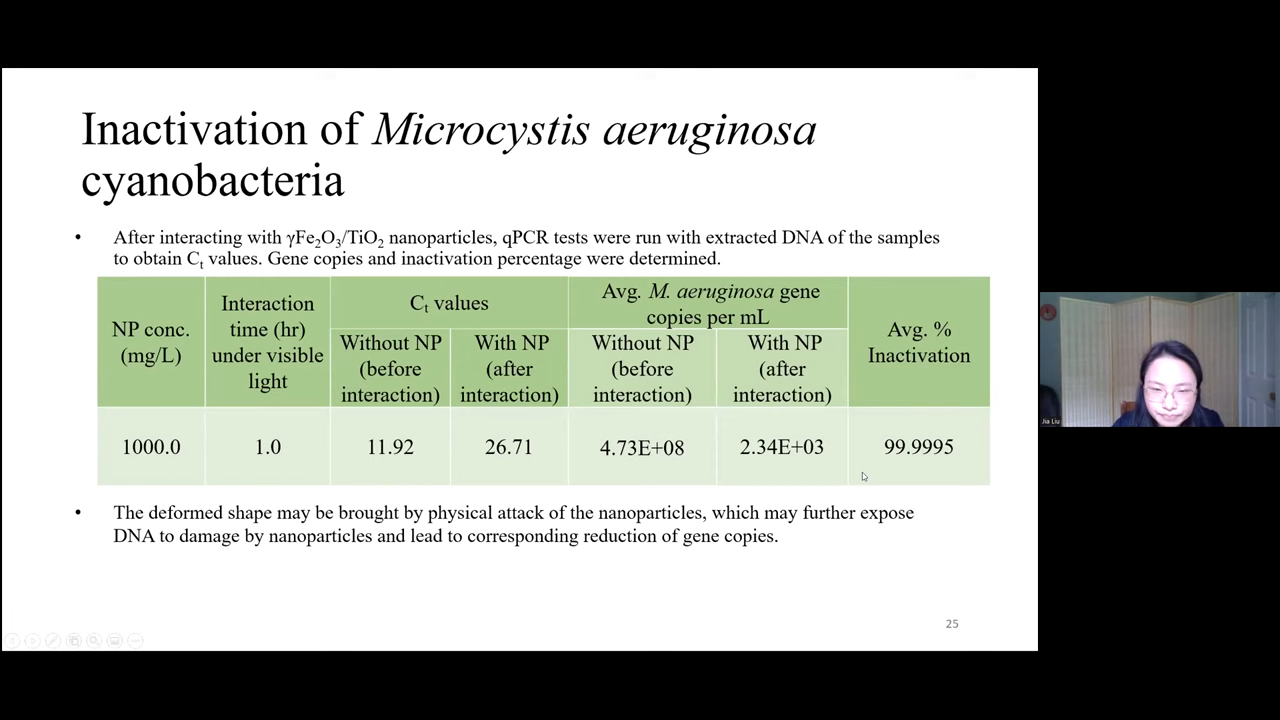 Inactivation of Microcystis aeruginosa
cyanobacteria
• After interacting with γFe₂O₃/TiO₂ nanoparticles, qPCR tests were run with extracted DNA of the samples
to obtain Cₜ values. Gene copies and inactivation percentage were determined.
NP conc.
(mg/L)
Interaction
time (hr)
under visible
light
Cₜ values
Without NP
(before
interaction)
With NP
(after
interaction)
Avg. M. aeruginosa gene
copies per mL
Without NP
(before
interaction)
With NP
(after
interaction)
Avg. %
Inactivation
1000.0
1.0
11.92
26.71
4.73E+08
2.34E+03
99.9995
• The deformed shape may be brought by physical attack of the nanoparticles, which may further expose
DNA to damage by nanoparticles and lead to corresponding reduction of gene copies.
25
Jia Liu